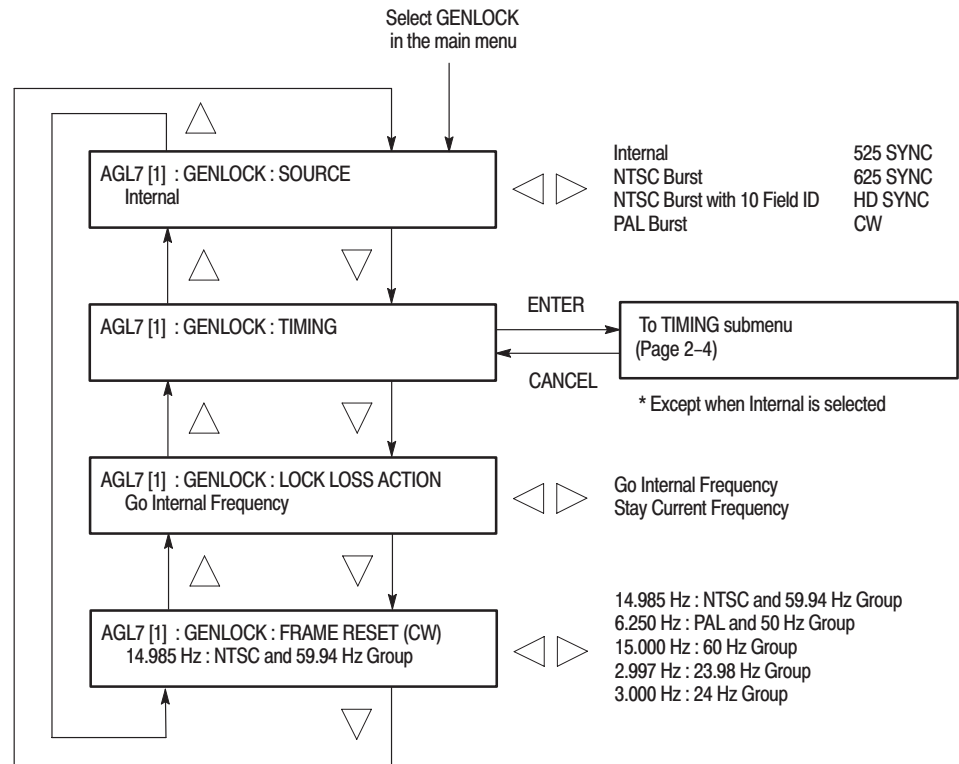 Select GENLOCK
in the main menu
AGL7 [1] : GENLOCK : SOURCE
Internal
Internal 525 SYNC
NTSC Burst 625 SYNC
NTSC Burst with 10 Field ID HD SYNC
PAL Burst CW
AGL7 [1] : GENLOCK : TIMING
ENTER
CANCEL
To TIMING submenu
(Page 2–4)
* Except when Internal is selected
AGL7 [1] : GENLOCK : LOCK LOSS ACTION
Go Internal Frequency
Go Internal Frequency
Stay Current Frequency
AGL7 [1] : GENLOCK : FRAME RESET (CW)
14.985 Hz : NTSC and 59.94 Hz Group
14.985 Hz : NTSC and 59.94 Hz Group
6.250 Hz : PAL and 50 Hz Group
15.000 Hz : 60 Hz Group
2.997 Hz : 23.98 Hz Group
3.000 Hz : 24 Hz Group